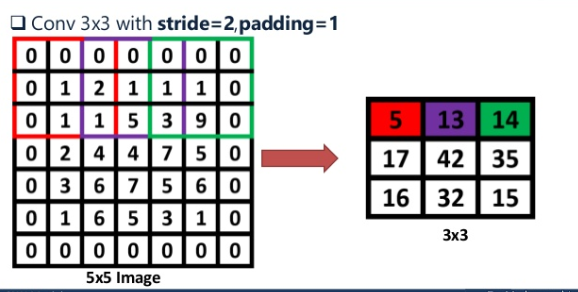 ❑ Conv 3x3 with stride=2,padding=1
0 0 0 0 0 0 0
0 1 2 1 1 1 0
0 1 1 5 3 9 0
0 2 4 4 7 5 0
0 3 6 7 5 6 0
0 1 6 5 3 1 0
0 0 0 0 0 0 0
5x5 Image
5 13 14
17 42 35
16 32 15
3x3